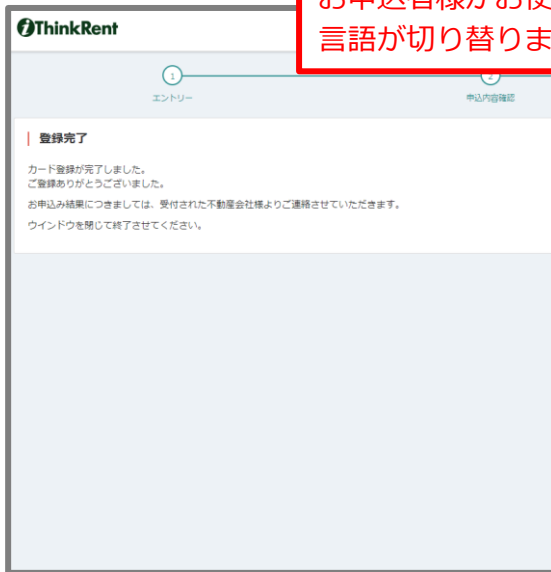 お申込者様がお使
言語が切り替りま
ThinkRent
1
2
エントリー
申込内容確認
登録完了
カード登録が完了しました。
ご登録ありがとうございました。
お申込み結果につきましては、受付された不動産会社様よりご連絡させていただきます。
ウインドウを閉じて終了させてください。